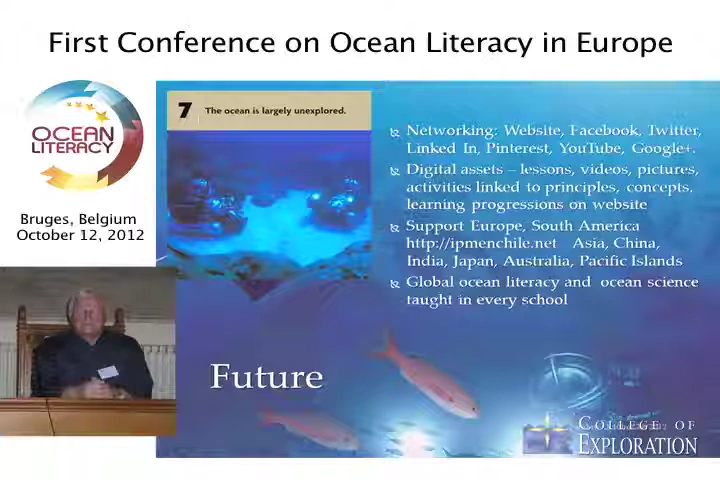 First Conference on Ocean Literacy in Europe
OCEAN
LITERACY
Bruges, Belgium
October 12, 2012
7 The ocean is largely unexplored.
Networking: Website, Facebook, Twitter,
Linked In, Pinterest, YouTube, Google+.
Digital assets – lessons, videos, pictures,
activities linked to principles, concepts.
learning progressions on website
Support Europe, South America
http://ipmenchile.net Asia, China,
India, Japan, Australia, Pacific Islands
Global ocean literacy and ocean science
taught in every school
Future
COLLEGE OF
EXPLORATION